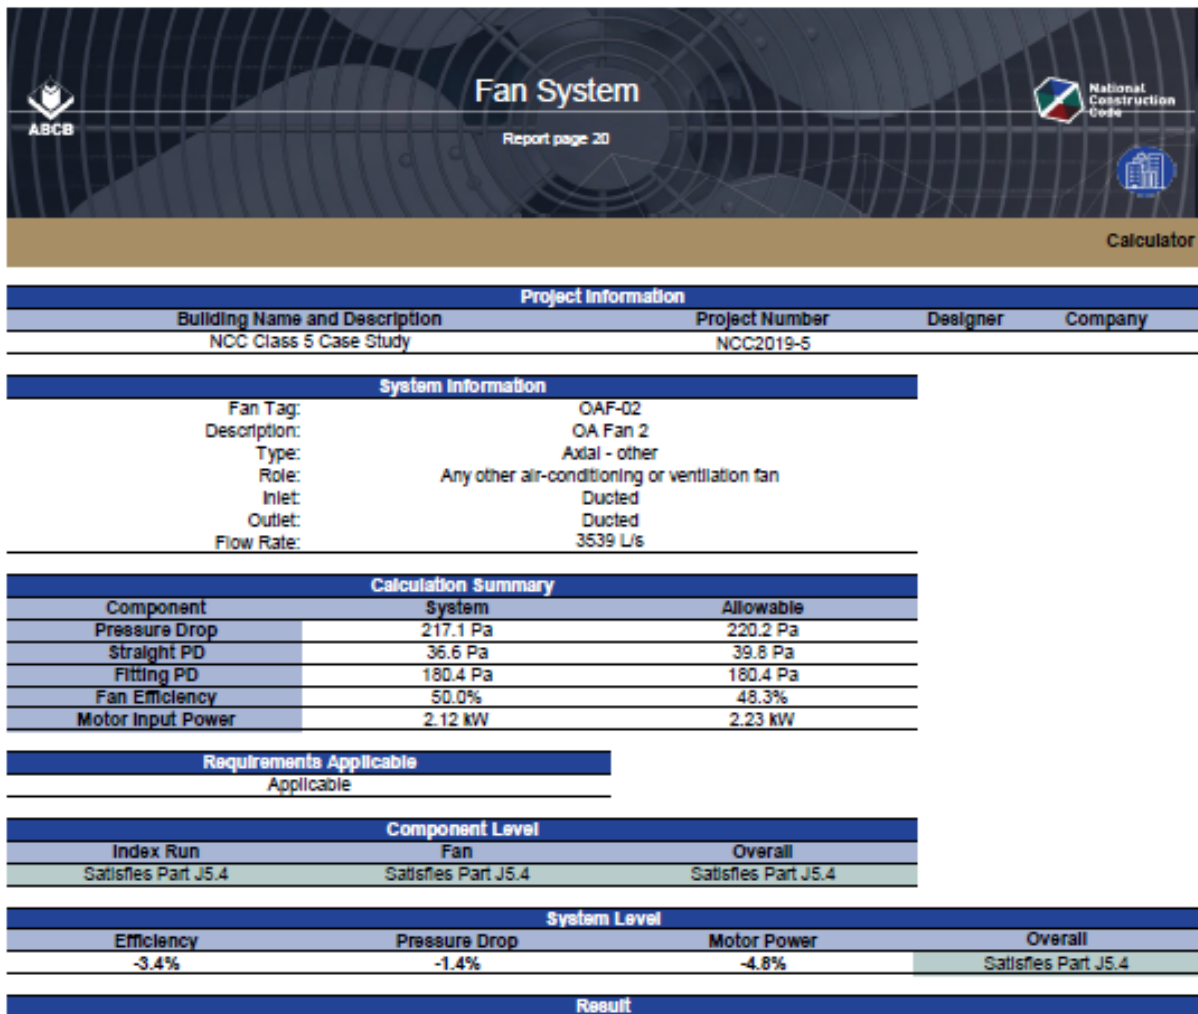 Fan System
Report page 20
ABCB
National
Construction
Code
Calculator
Project Information
Building Name and Description Project Number Designer Company
NCC Class 5 Case Study NCC2019-5
System Information
Fan Tag: OAF-02
Description: OA Fan 2
Type: Axial - other
Role: Any other air-conditioning or ventilation fan
Inlet: Ducted
Outlet: Ducted
Flow Rate: 3539 L/s
Calculation Summary
Component System Allowable
Pressure Drop 217.1 Pa 220.2 Pa
Straight PD 36.6 Pa 39.8 Pa
Fitting PD 180.4 Pa 180.4 Pa
Fan Efficiency 50.0% 48.3%
Motor Input Power 2.12 kW 2.23 kW
Requirements Applicable
Applicable
Component Level
Index Run Fan Overall
Satisfies Part J5.4 Satisfies Part J5.4 Satisfies Part J5.4
System Level
Efficiency Pressure Drop Motor Power Overall
-3.4% -1.4% -4.8% Satisfies Part J5.4
Result